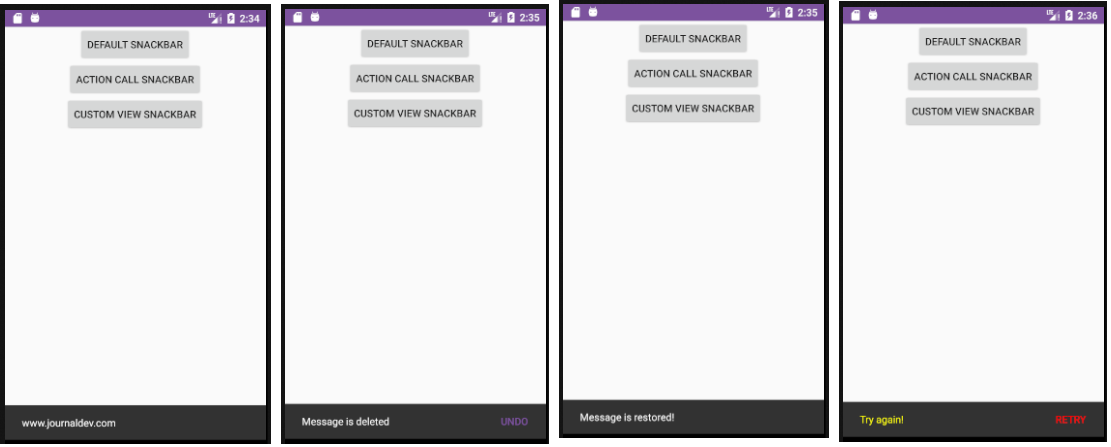 LTE 2:34
DEFAULT SNACKBAR
ACTION CALL SNACKBAR
CUSTOM VIEW SNACKBAR
www.journaldev.com
LTE 2:35
DEFAULT SNACKBAR
ACTION CALL SNACKBAR
CUSTOM VIEW SNACKBAR
Message is deleted UNDO
LTE 2:35
DEFAULT SNACKBAR
ACTION CALL SNACKBAR
CUSTOM VIEW SNACKBAR
Message is restored!
LTE 2:36
DEFAULT SNACKBAR
ACTION CALL SNACKBAR
CUSTOM VIEW SNACKBAR
Try again! RETRY